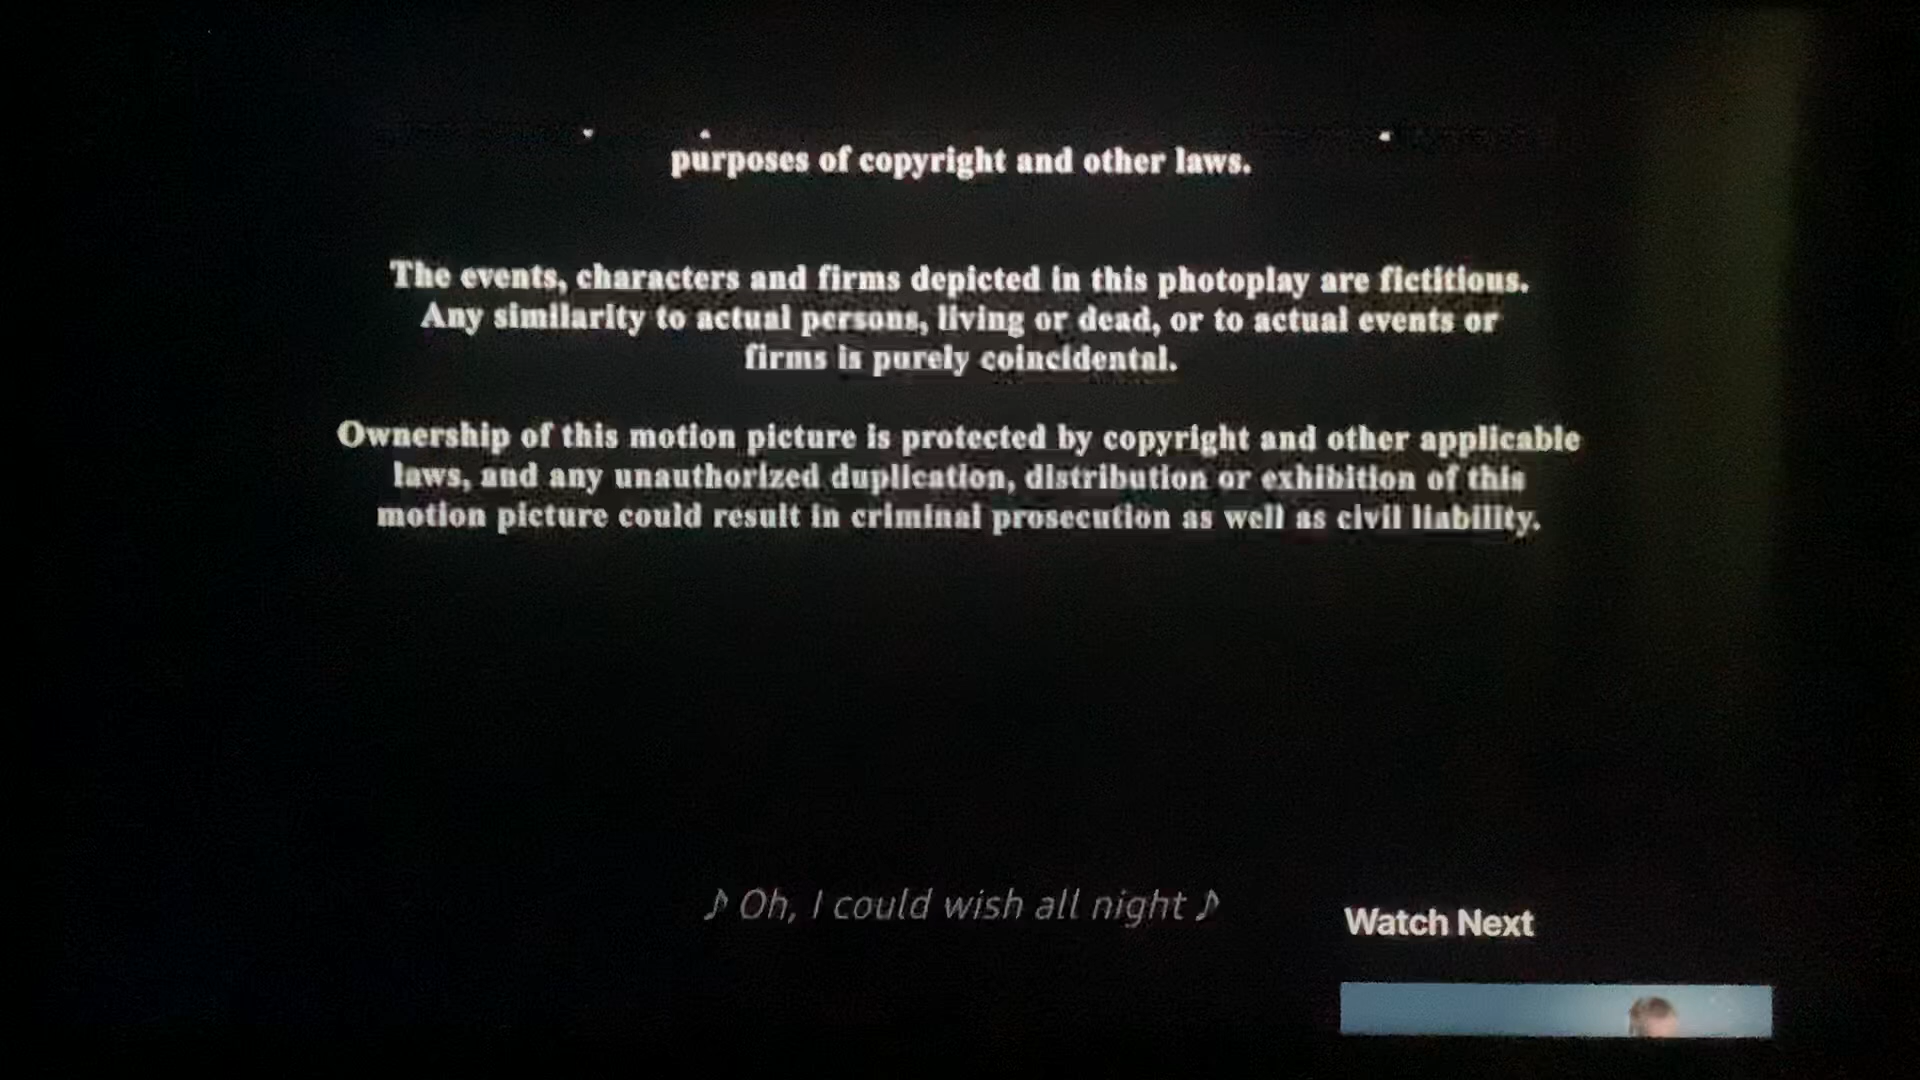 purposes of copyright and other laws.
The events, characters and firms depicted in this photoplay are fictitious.
Any similarity to actual persons, living or dead, or to actual events or
firms is purely coincidental.
Ownership of this motion picture is protected by copyright and other applicable
laws, and any unauthorized duplication, distribution or exhibition of this
motion picture could result in criminal prosecution as well as civil liability.
♪ Oh, I could wish all night ♪
Watch Next